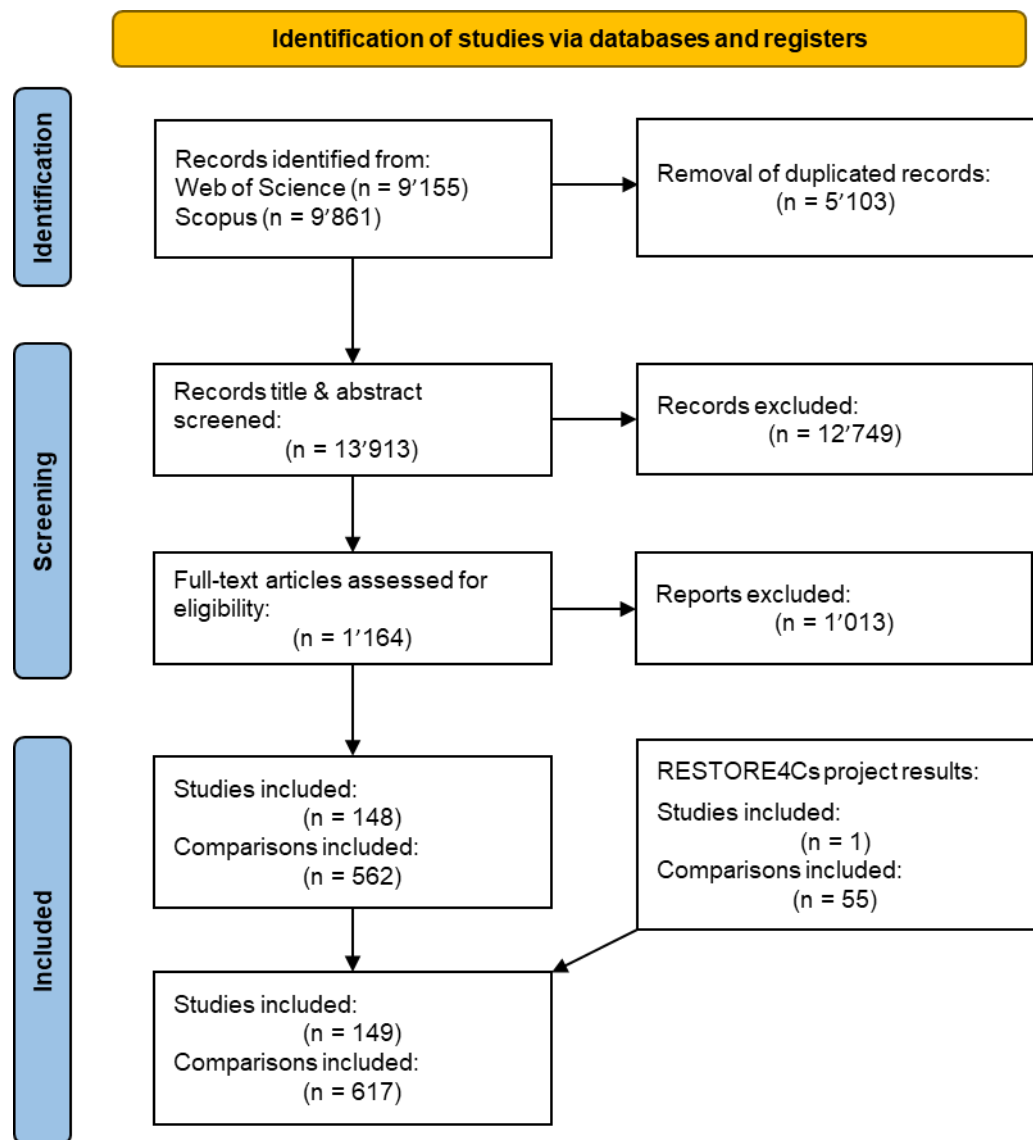 Identification of studies via databases and registers
Identification
Records identified from:
Web of Science (n = 9’155)
Scopus (n = 9’861)
Removal of duplicated records:
(n = 5’103)
Screening
Records title & abstract
screened:
(n = 13’913)
Records excluded:
(n = 12’749)
Full-text articles assessed for
eligibility:
(n = 1’164)
Reports excluded:
(n = 1’013)
Included
Studies included:
(n = 148)
Comparisons included:
(n = 562)
RESTORE4Cs project results:
Studies included:
(n = 1)
Comparisons included:
(n = 55)
Studies included:
(n = 149)
Comparisons included:
(n = 617)